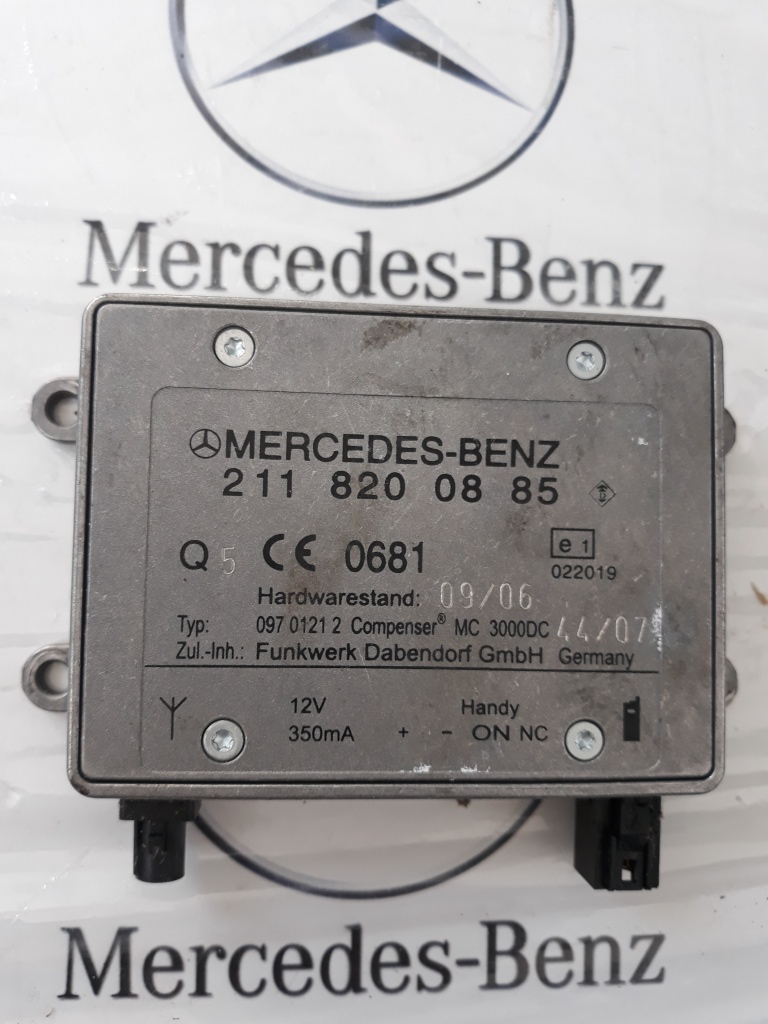 Mercedes-Benz
MERCEDES-BENZ
211 820 08 85
Q 5 CE 0681 e 1
022019
Hardwarestand: 09/06
Typ: 097 0121 2 Compenser® MC 3000DC 44/07
Zul.-Inh.: Funkwerk Dabendorf GmbH Germany
12V Handy
350mA + - ON NC
Mercedes-Benz